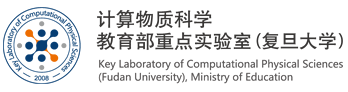 Key Laboratory of Computational Physical Sciences
2008
计算物质科学
教育部重点实验室(复旦大学)
Key Laboratory of Computational Physical Sciences
(Fudan University), Ministry of Education